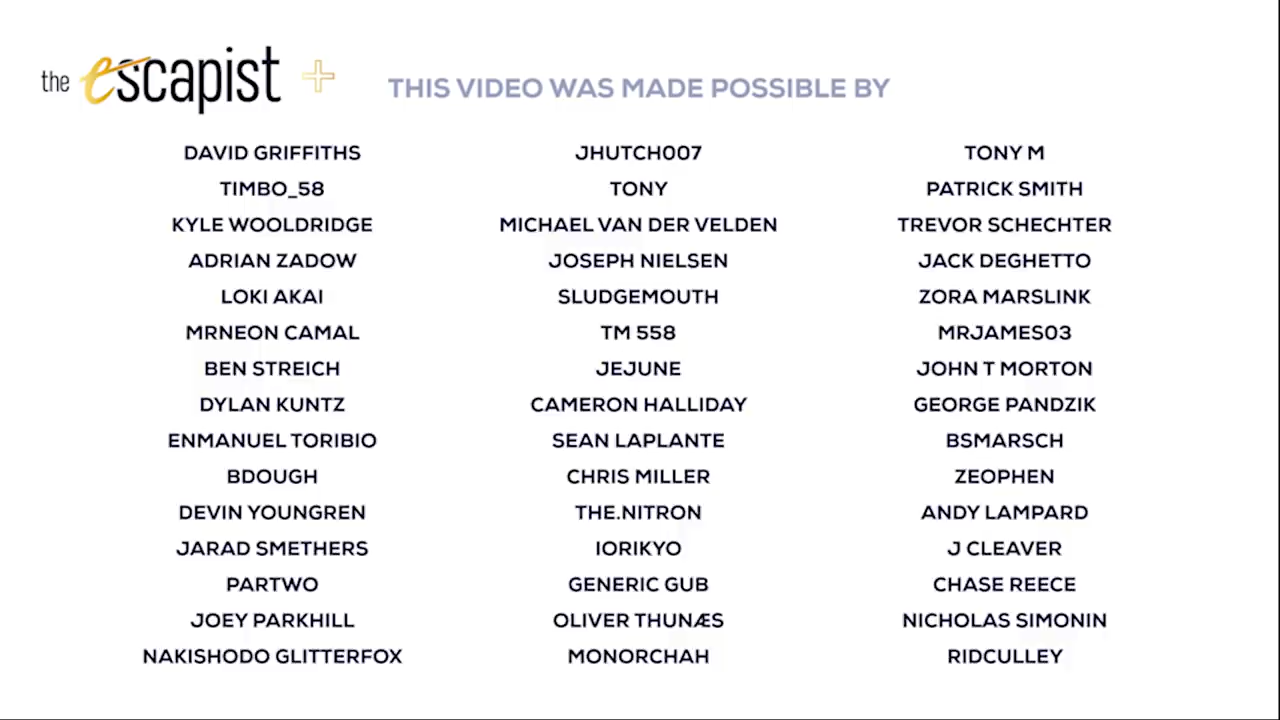 the escapist +
THIS VIDEO WAS MADE POSSIBLE BY
DAVID GRIFFITHS
TIMBO_58
KYLE WOOLDRIDGE
ADRIAN ZADOW
LOKI AKAI
MRNEON CAMAL
BEN STREICH
DYLAN KUNTZ
ENMANUEL TORIBIO
BDOUGH
DEVIN YOUNGREN
JARAD SMETHERS
PARTWO
JOEY PARKHILL
NAKISHODO GLITTERFOX
JHUTCH007
TONY
MICHAEL VAN DER VELDEN
JOSEPH NIELSEN
SLUDGEMOUTH
TM 558
JEJUNE
CAMERON HALLIDAY
SEAN LAPLANTE
CHRIS MILLER
THE.NITRON
IORIKYO
GENERIC GUB
OLIVER THUNÆS
MONORCHAH
TONY M
PATRICK SMITH
TREVOR SCHECHTER
JACK DEGHETTO
ZORA MARSLINK
MRJAMES03
JOHN T MORTON
GEORGE PANDZIK
BSMARSCH
ZEOPHEN
ANDY LAMPARD
J CLEAVER
CHASE REECE
NICHOLAS SIMONIN
RIDCULLEY